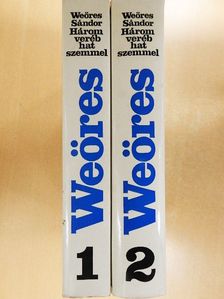 Weöres
Sándor
Három
veréb
hat
szemmel
Weöres
1
Weöres
Sándor
Három
veréb
hat
szemmel
Weöres
2